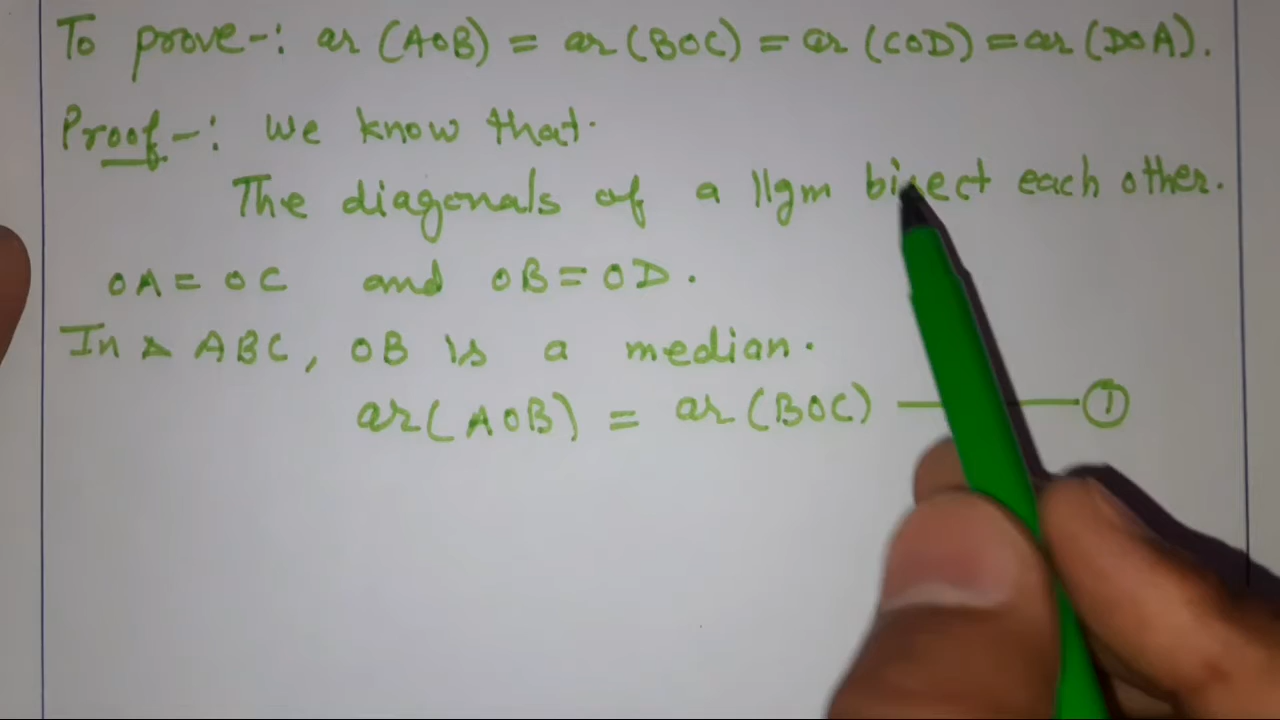 To prove-: ar (AOB) = ar (BOC) = ar (COD) = ar (DOA).
Proof-: We know that.
The diagonals of a ||gm bisect each other.
OA = OC and OB = OD.
In △ ABC, OB is a median.
ar(AOB) = ar(BOC) — ①